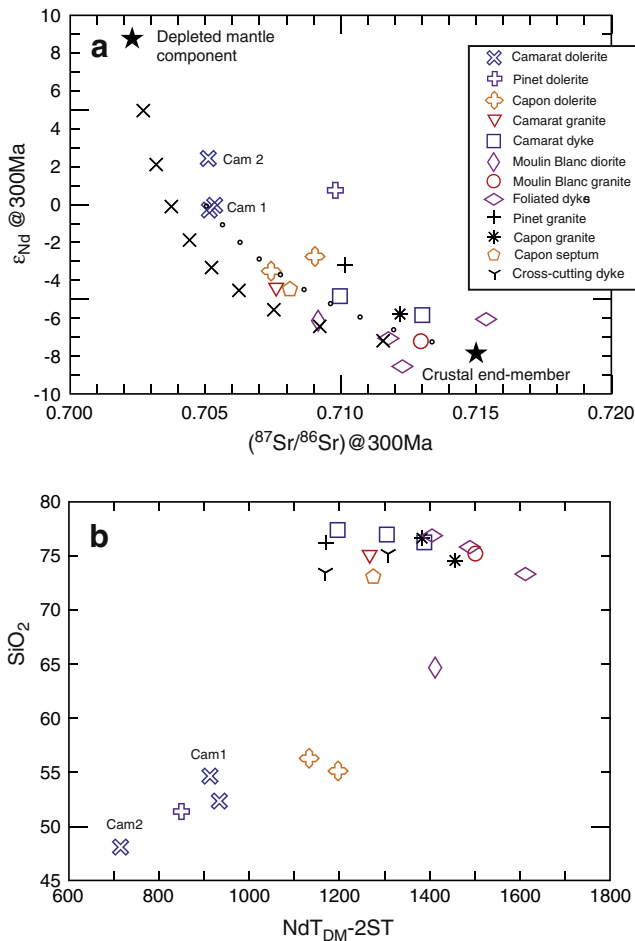 a
Depleted mantle
component
Cam 2
Cam 1
Crustal end-member
10
8
6
4
2
0
-2
-4
-6
-8
-10
εNd @300Ma
0.700
0.705
0.710
0.715
0.720
(87Sr/86Sr)@300Ma
Camarat dolerite
Pinet dolerite
Capon dolerite
Camarat granite
Camarat dyke
Moulin Blanc diorite
Moulin Blanc granite
Foliated dykes
Pinet granite
Capon granite
Capon septum
Cross-cutting dyke
b
80
75
70
65
60
55
50
45
SiO2
Cam1
Cam2
600
800
1000
1200
1400
1600
1800
NdTDM-2ST